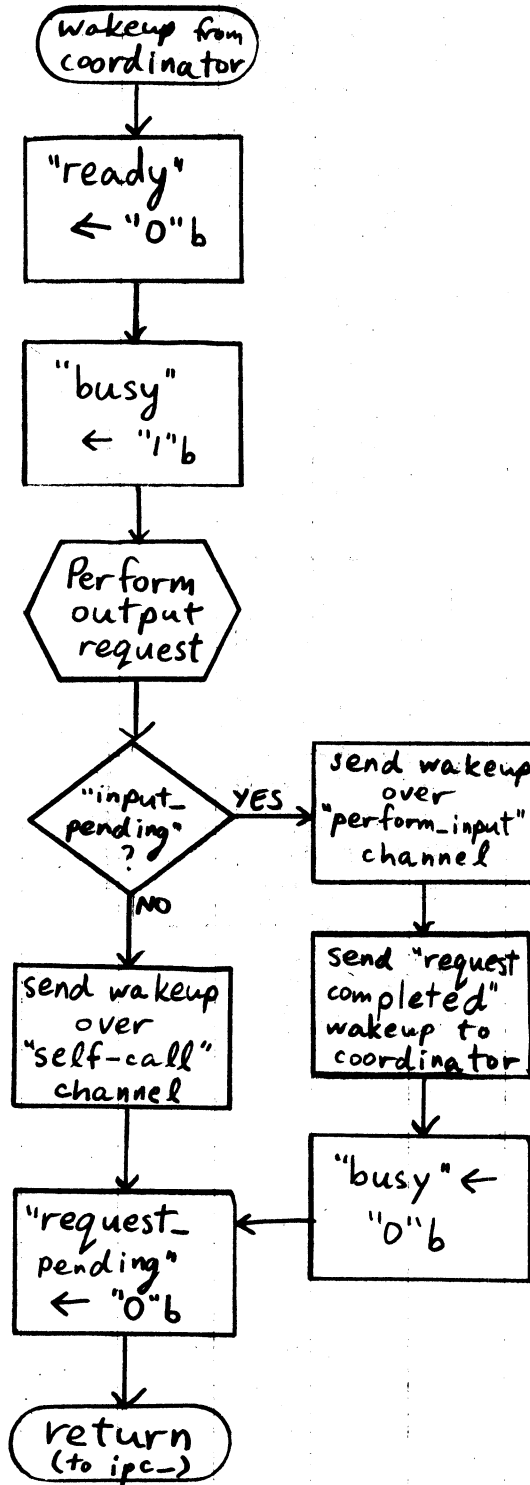 wakeup from
coordinator
"ready"
← "0"b
"busy"
← "1"b
Perform
output
request
"input_
pending"
?
YES
NO
send wakeup
over
"perform_input"
channel
send "request
completed"
wakeup to
coordinator
"busy" ←
"0"b
send wakeup
over
"self-call"
channel
"request_
pending"
← "0"b
return
(to ipc_)